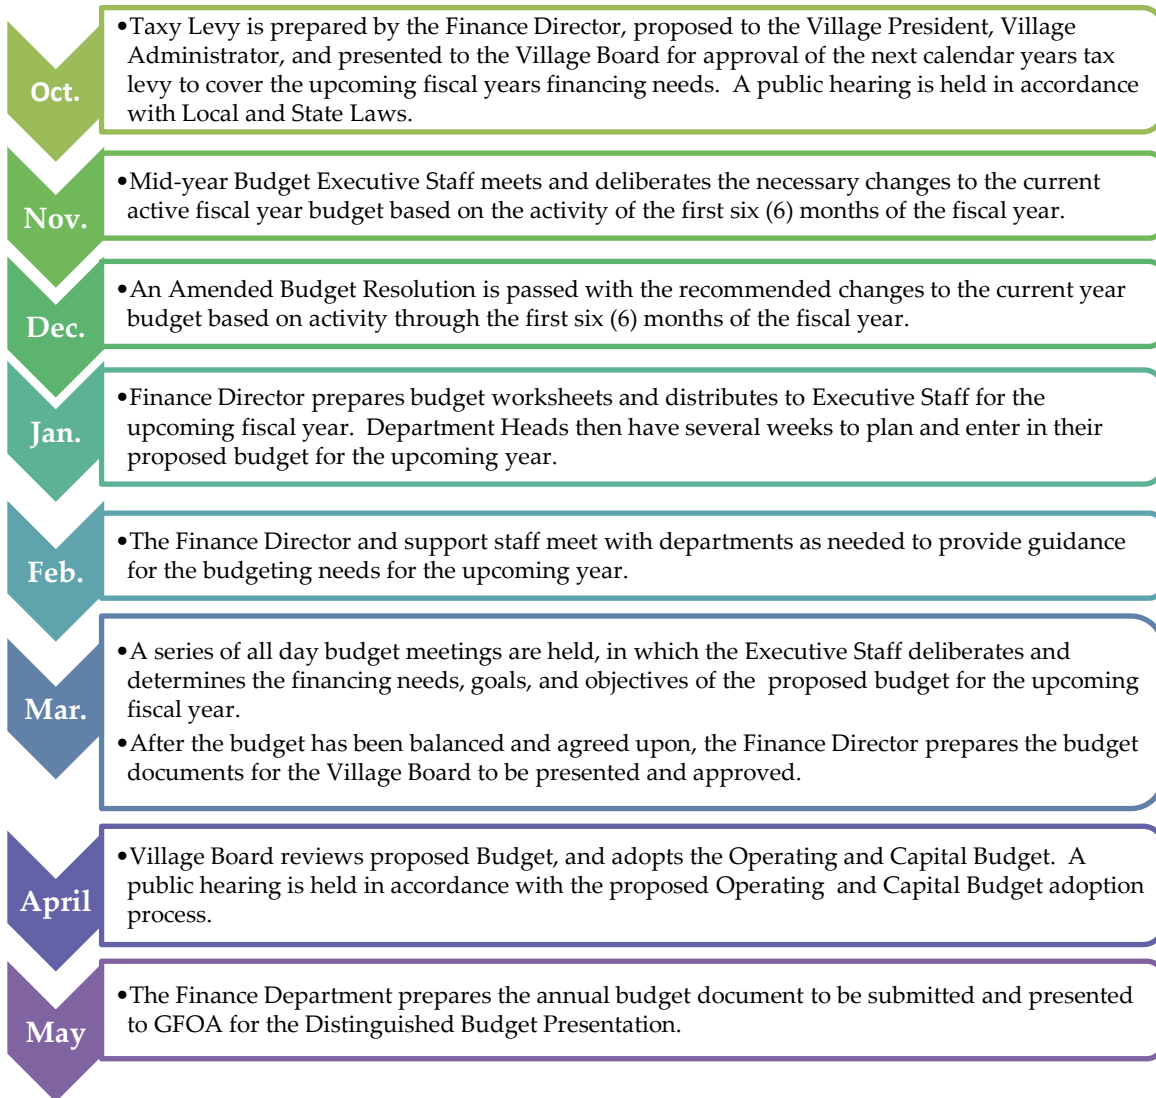 Oct.
•Taxy Levy is prepared by the Finance Director, proposed to the Village President, Village
Administrator, and presented to the Village Board for approval of the next calendar years tax
levy to cover the upcoming fiscal years financing needs.  A public hearing is held in accordance
with Local and State Laws.
Nov.
•Mid-year Budget Executive Staff meets and deliberates the necessary changes to the current
active fiscal year budget based on the activity of the first six (6) months of the fiscal year.
Dec.
•An Amended Budget Resolution is passed with the recommended changes to the current year
budget based on activity through the first six (6) months of the fiscal year.
Jan.
•Finance Director prepares budget worksheets and distributes to Executive Staff for the
upcoming fiscal year.  Department Heads then have several weeks to plan and enter in their
proposed budget for the upcoming year.
Feb.
•The Finance Director and support staff meet with departments as needed to provide guidance
for the budgeting needs for the upcoming year.
Mar.
•A series of all day budget meetings are held, in which the Executive Staff deliberates and
determines the financing needs, goals, and objectives of the  proposed budget for the upcoming
fiscal year.
•After the budget has been balanced and agreed upon, the Finance Director prepares the budget
documents for the Village Board to be presented and approved.
April
•Village Board reviews proposed Budget, and adopts the Operating and Capital Budget.  A
public hearing is held in accordance with the proposed Operating  and Capital Budget adoption
process.
May
•The Finance Department prepares the annual budget document to be submitted and presented
to GFOA for the Distinguished Budget Presentation.